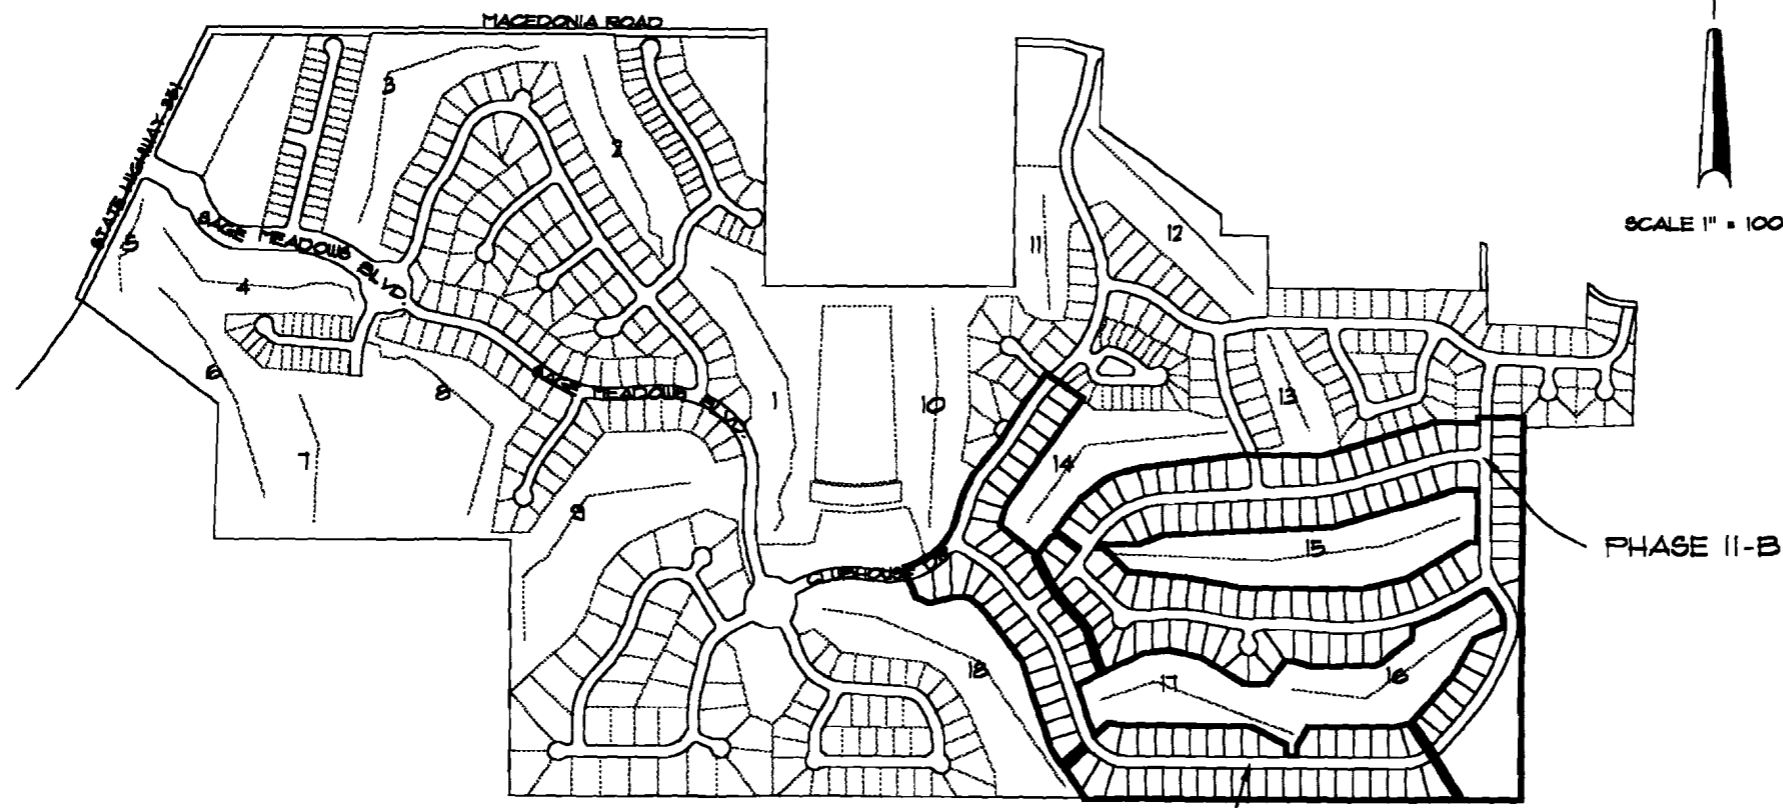 MACEDONIA ROAD
STATE HIGHWAY 351
SCALE 1" = 100
SAGE MEADOWS BLVD
SAGE MEADOWS BLVD
CLUBHOUSE DR
PHASE II-B
3
2
5
4
12
11
6
8
1
10
13
7
14
9
15
18
17
16